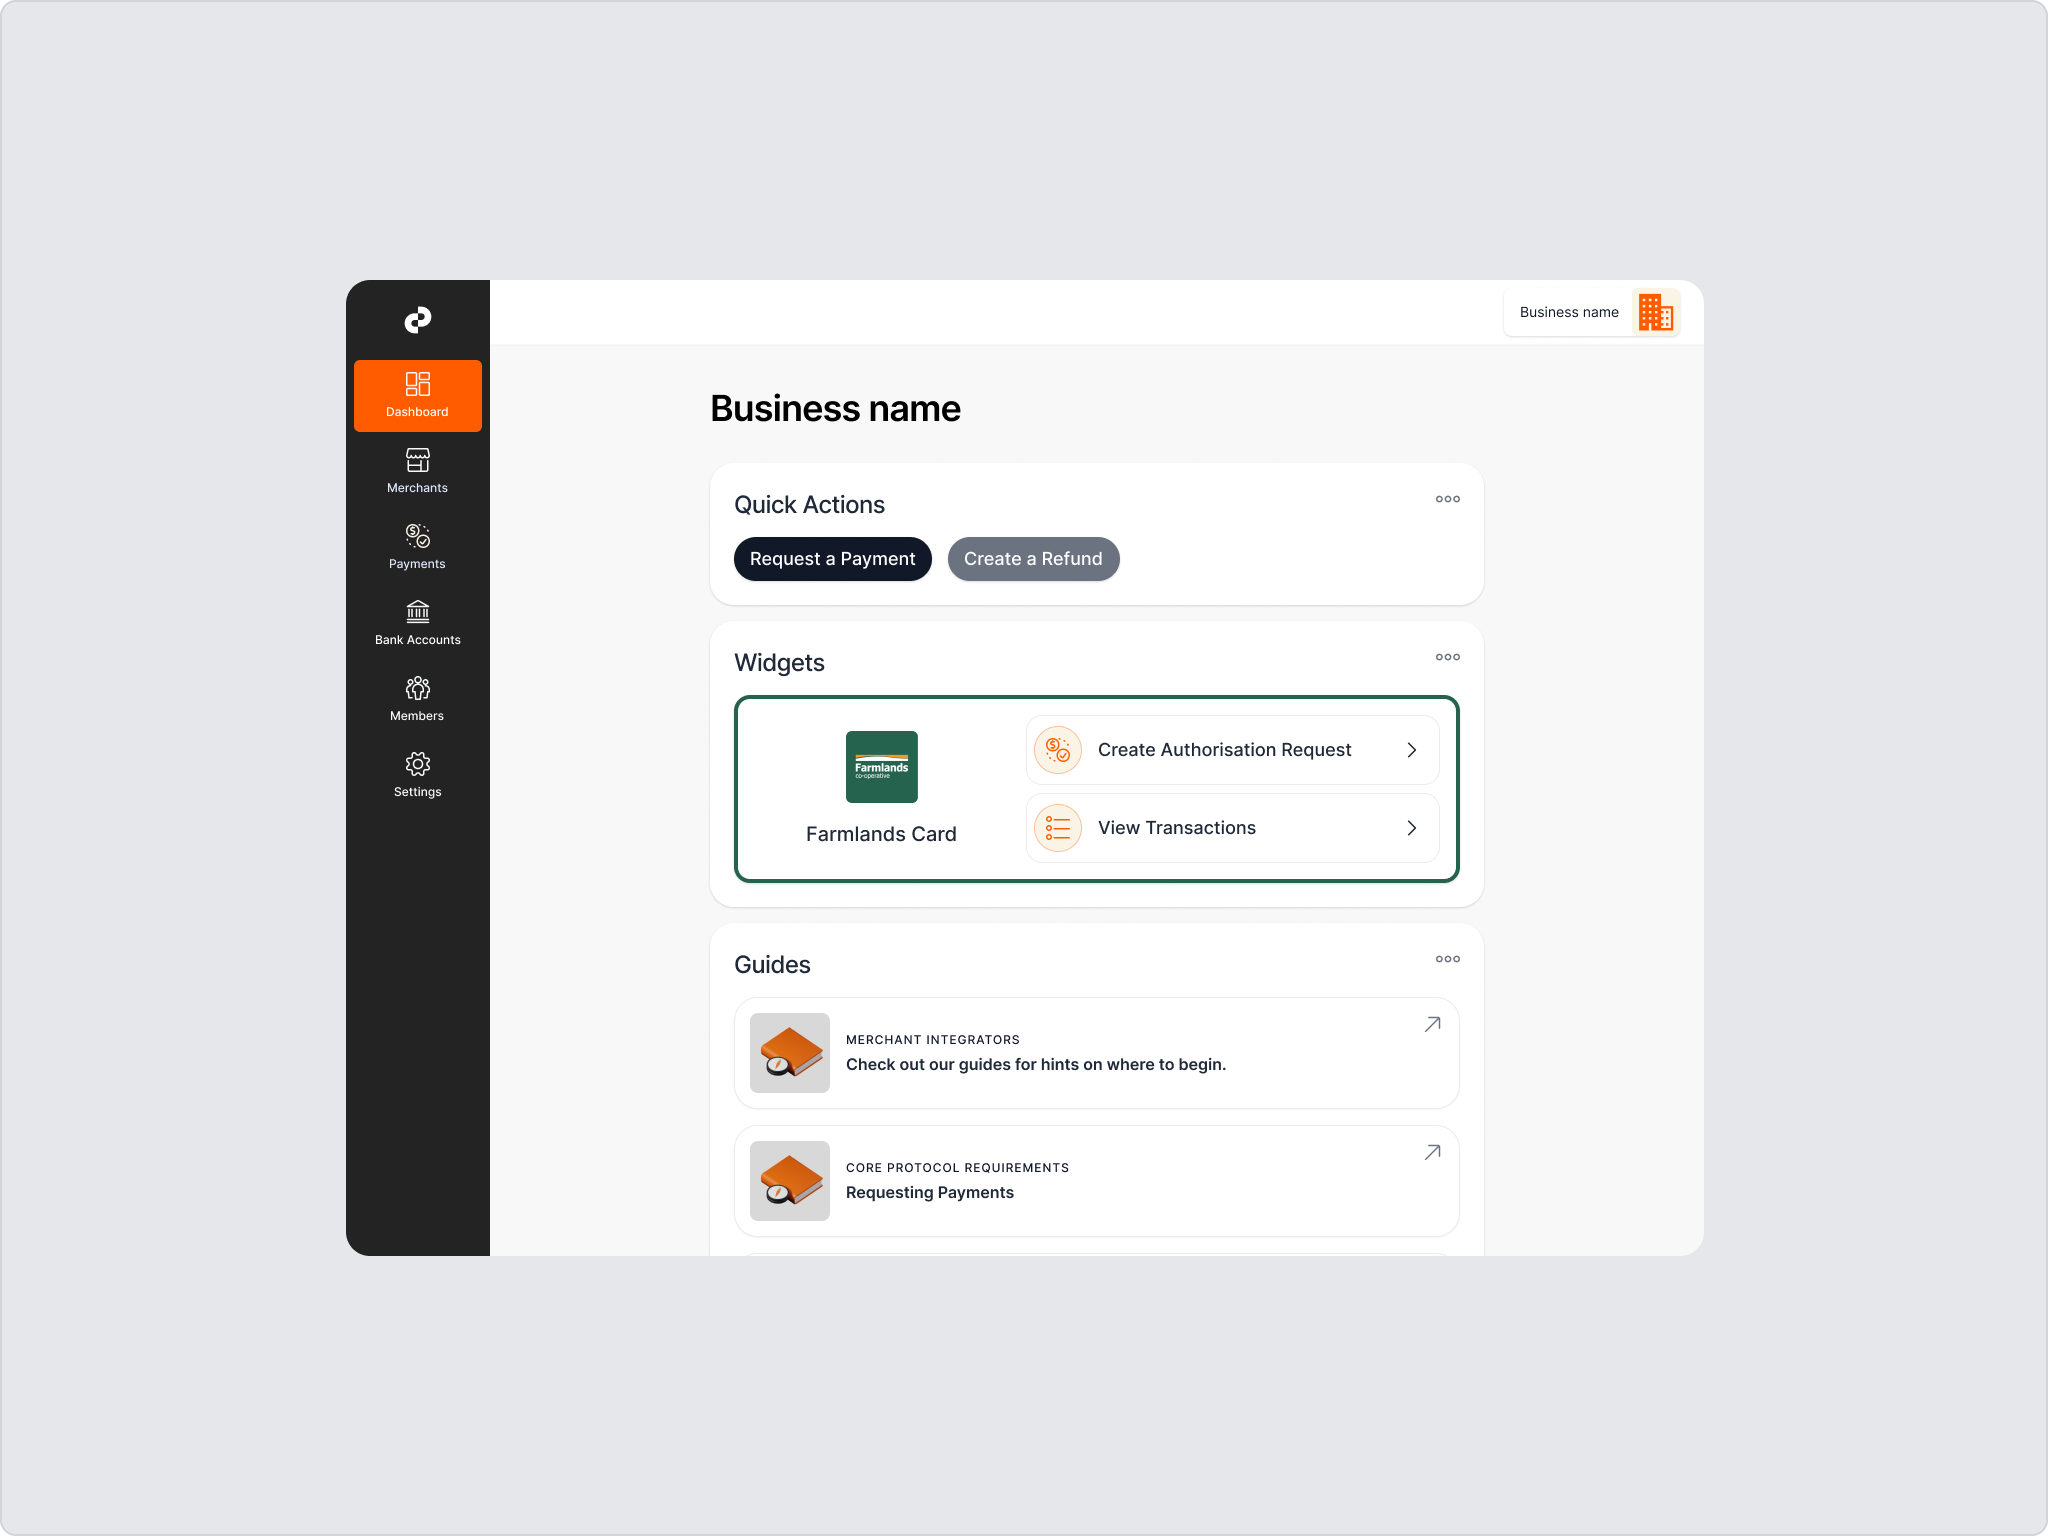 Business name
Dashboard
Merchants
Payments
Bank Accounts
Members
Settings
Business name
Quick Actions
Request a Payment
Create a Refund
Widgets
Farmlands
co-operative
Farmlands Card
Create Authorisation Request
View Transactions
Guides
MERCHANT INTEGRATORS
Check out our guides for hints on where to begin.
CORE PROTOCOL REQUIREMENTS
Requesting Payments